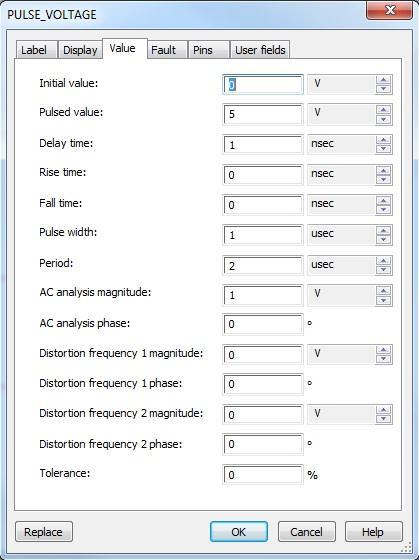 PULSE_VOLTAGE
Label Display Value Fault Pins User fields
Initial value: 0 V
Pulsed value: 5 V
Delay time: 1 nsec
Rise time: 0 nsec
Fall time: 0 nsec
Pulse width: 1 usec
Period: 2 usec
AC analysis magnitude: 1 V
AC analysis phase: 0 °
Distortion frequency 1 magnitude: 0 V
Distortion frequency 1 phase: 0 °
Distortion frequency 2 magnitude: 0 V
Distortion frequency 2 phase: 0 °
Tolerance: 0 %
Replace OK Cancel Help